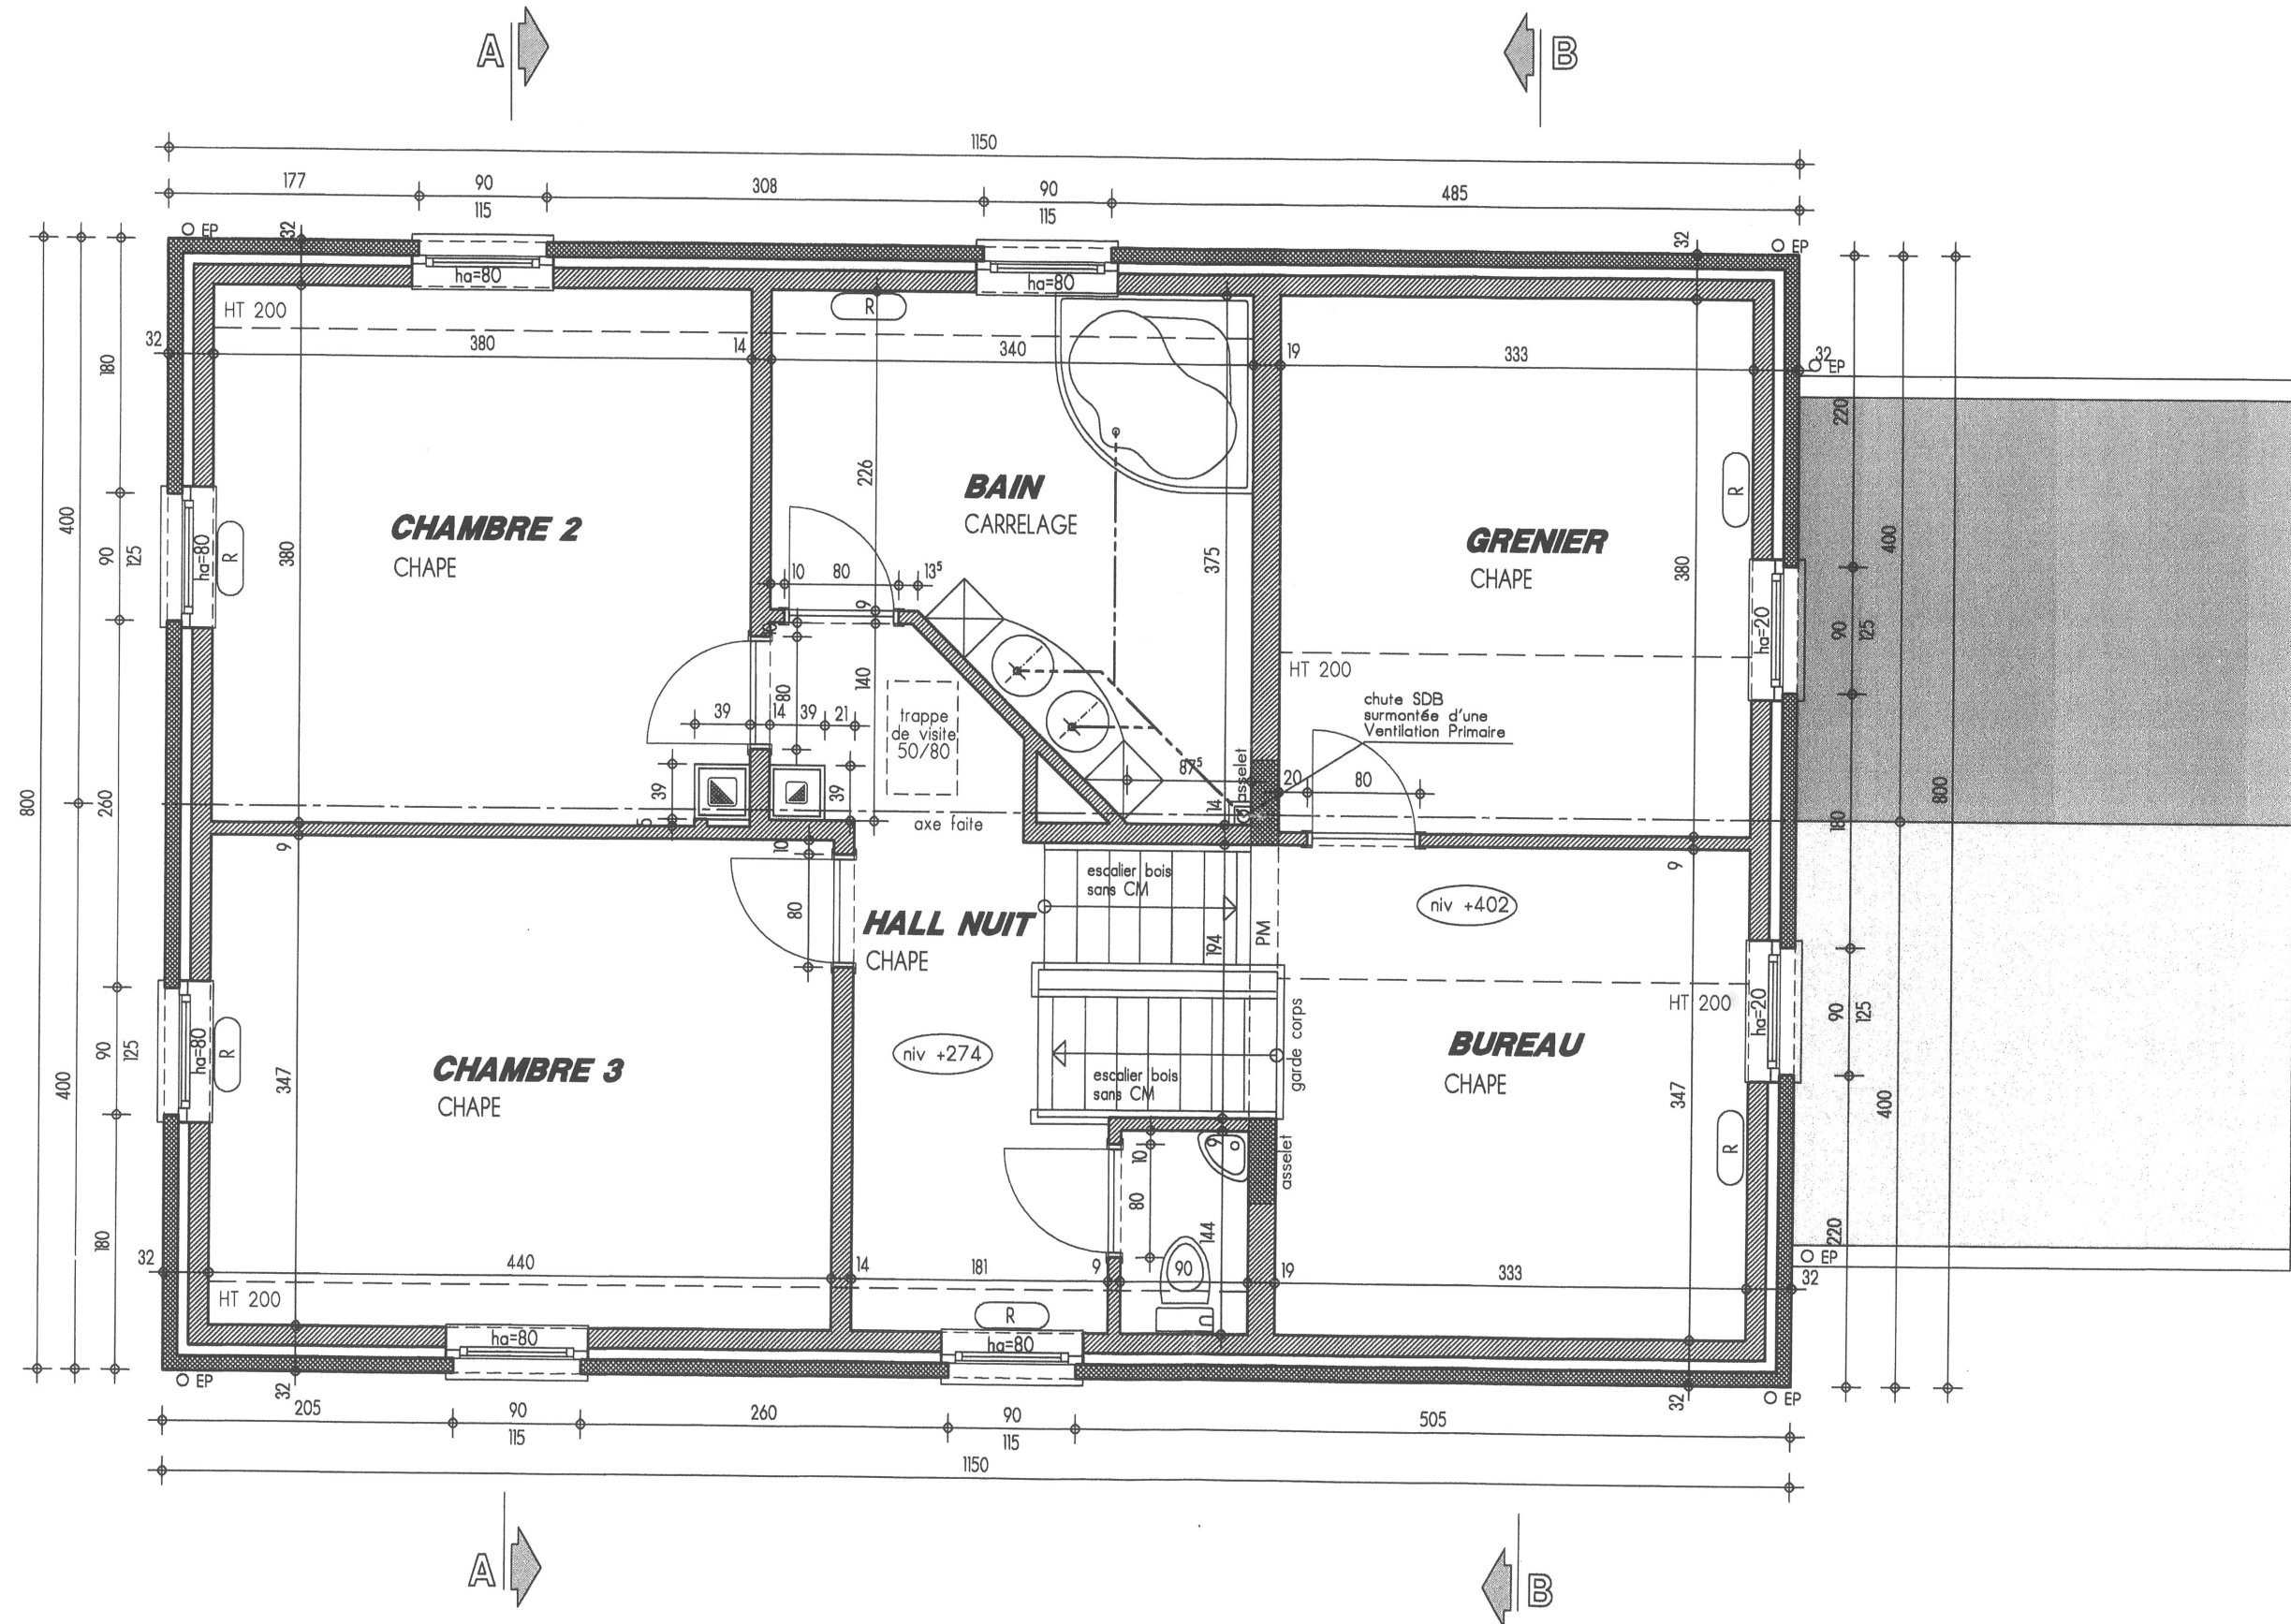 A
B
1150
177
90
308
90
485
115
115
EP
32
32
EP
ha=80
ha=80
R
HT 200
32
380
14
340
19
333
32
EP
180
220
226
BAIN
CARRELAGE
R
CHAMBRE 2
CHAPE
GRENIER
CHAPE
400
90
125
ha=80
R
380
375
380
400
10
80
13⁵
9
ha=20
90
125
HT 200
80
140
39
14
39
21
trappe
de visite
50/80
chute SDB
surmontée d'une
Ventilation Primaire
800
260
39
39
87⁵
asselet
20
80
14
180
800
5
axe faite
9
10
9
escalier bois
sans CM
80
HALL NUIT
CHAPE
194
PM
niv +402
HT 200
90
125
ha=80
R
400
347
CHAMBRE 3
CHAPE
niv +274
escalier bois
sans CM
garde corps
BUREAU
CHAPE
ha=20
90
125
400
347
9
10
80
144
asselet
R
180
220
EP
32
440
14
181
9
90
19
333
32
HT 200
R
ha=80
ha=80
EP
32
32
EP
205
90
260
90
505
115
115
1150
A
B